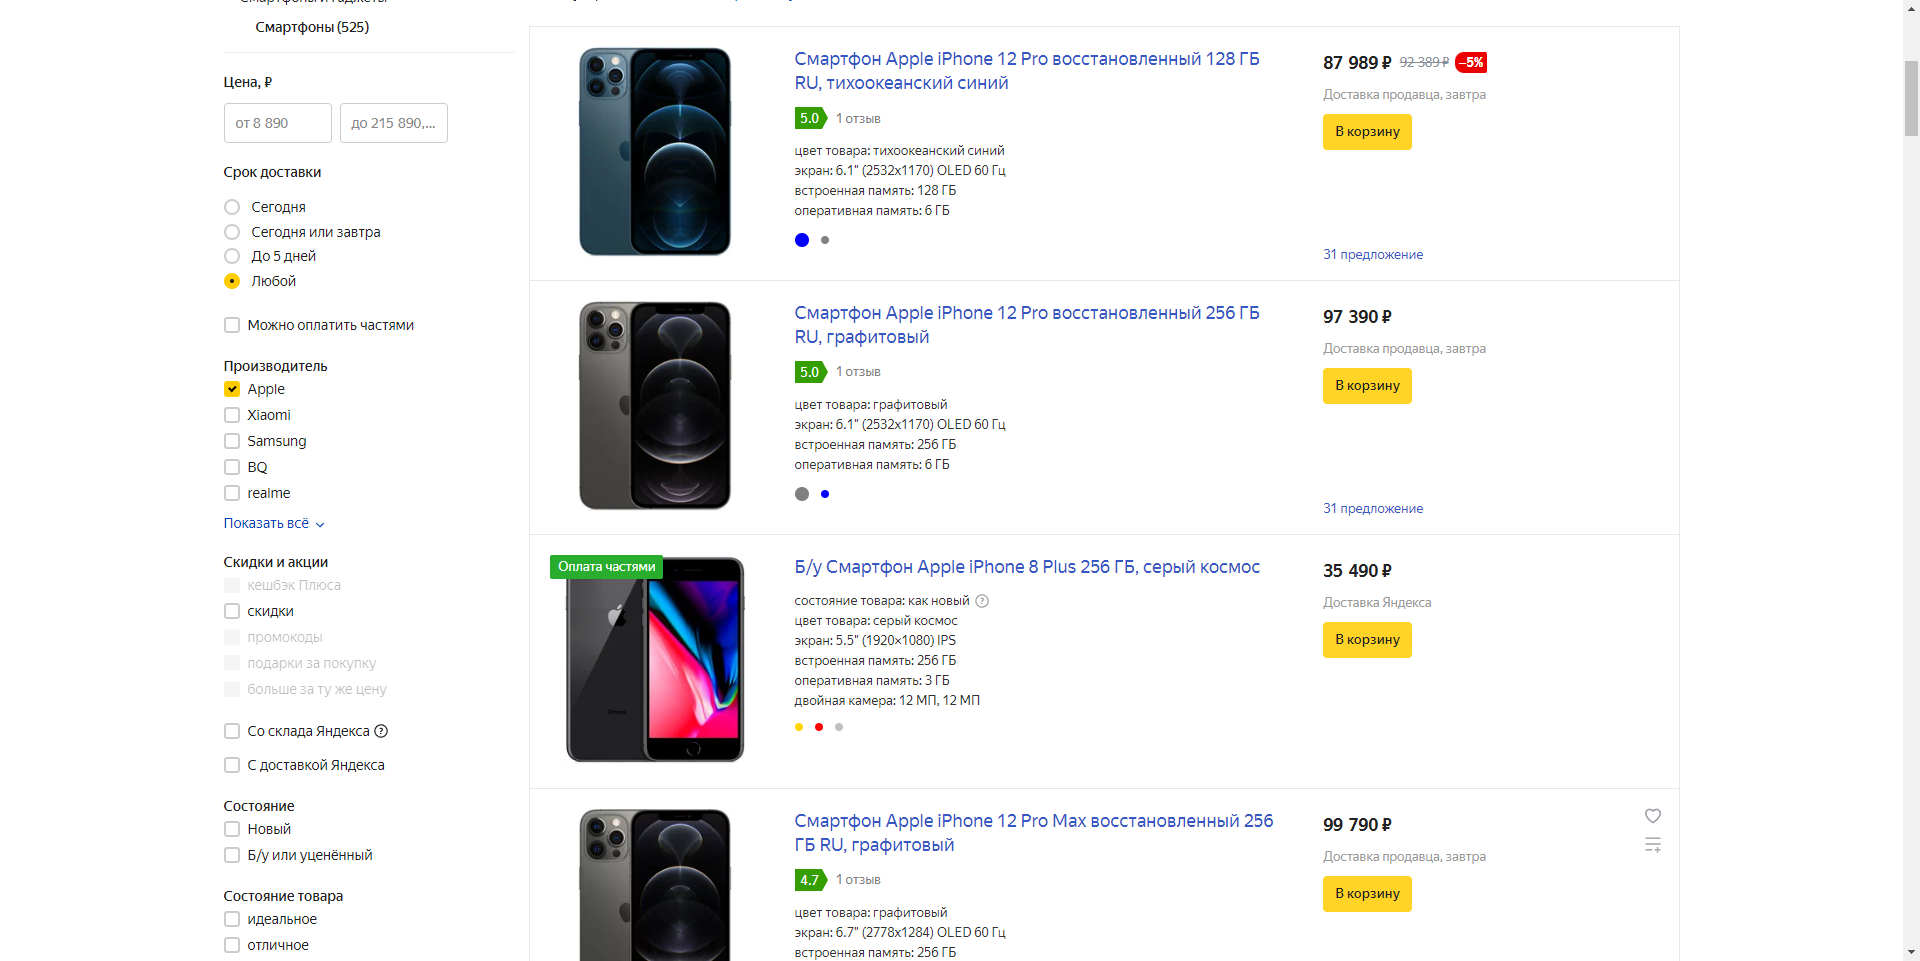 Смартфоны и гаджеты
Смартфоны (525)
Цена, ₽
от 8 890
до 215 890,...
Срок доставки
Сегодня
Сегодня или завтра
До 5 дней
Любой
Можно оплатить частями
Производитель
Apple
Xiaomi
Samsung
BQ
realme
Показать всё
Скидки и акции
кешбэк Плюса
скидки
промокоды
подарки за покупку
больше за ту же цену
Со склада Яндекса ?
С доставкой Яндекса
Состояние
Новый
Б/у или уценённый
Состояние товара
идеальное
отличное
Смартфон Apple iPhone 12 Pro восстановленный 128 ГБ
RU, тихоокеанский синий
5.0 1 отзыв
цвет товара: тихоокеанский синий
экран: 6.1" (2532x1170) OLED 60 Гц
встроенная память: 128 ГБ
оперативная память: 6 ГБ
87 989 ₽ 92 389 ₽ –5%
Доставка продавца, завтра
В корзину
31 предложение
Смартфон Apple iPhone 12 Pro восстановленный 256 ГБ
RU, графитовый
5.0 1 отзыв
цвет товара: графитовый
экран: 6.1" (2532x1170) OLED 60 Гц
встроенная память: 256 ГБ
оперативная память: 6 ГБ
97 390 ₽
Доставка продавца, завтра
В корзину
31 предложение
Оплата частями
iPhone
Б/у Смартфон Apple iPhone 8 Plus 256 ГБ, серый космос
состояние товара: как новый ?
цвет товара: серый космос
экран: 5.5" (1920×1080) IPS
встроенная память: 256 ГБ
оперативная память: 3 ГБ
двойная камера: 12 МП, 12 МП
35 490 ₽
Доставка Яндекса
В корзину
Смартфон Apple iPhone 12 Pro Max восстановленный 256
ГБ RU, графитовый
4.7 1 отзыв
цвет товара: графитовый
экран: 6.7" (2778x1284) OLED 60 Гц
встроенная память: 256 ГБ
99 790 ₽
Доставка продавца, завтра
В корзину